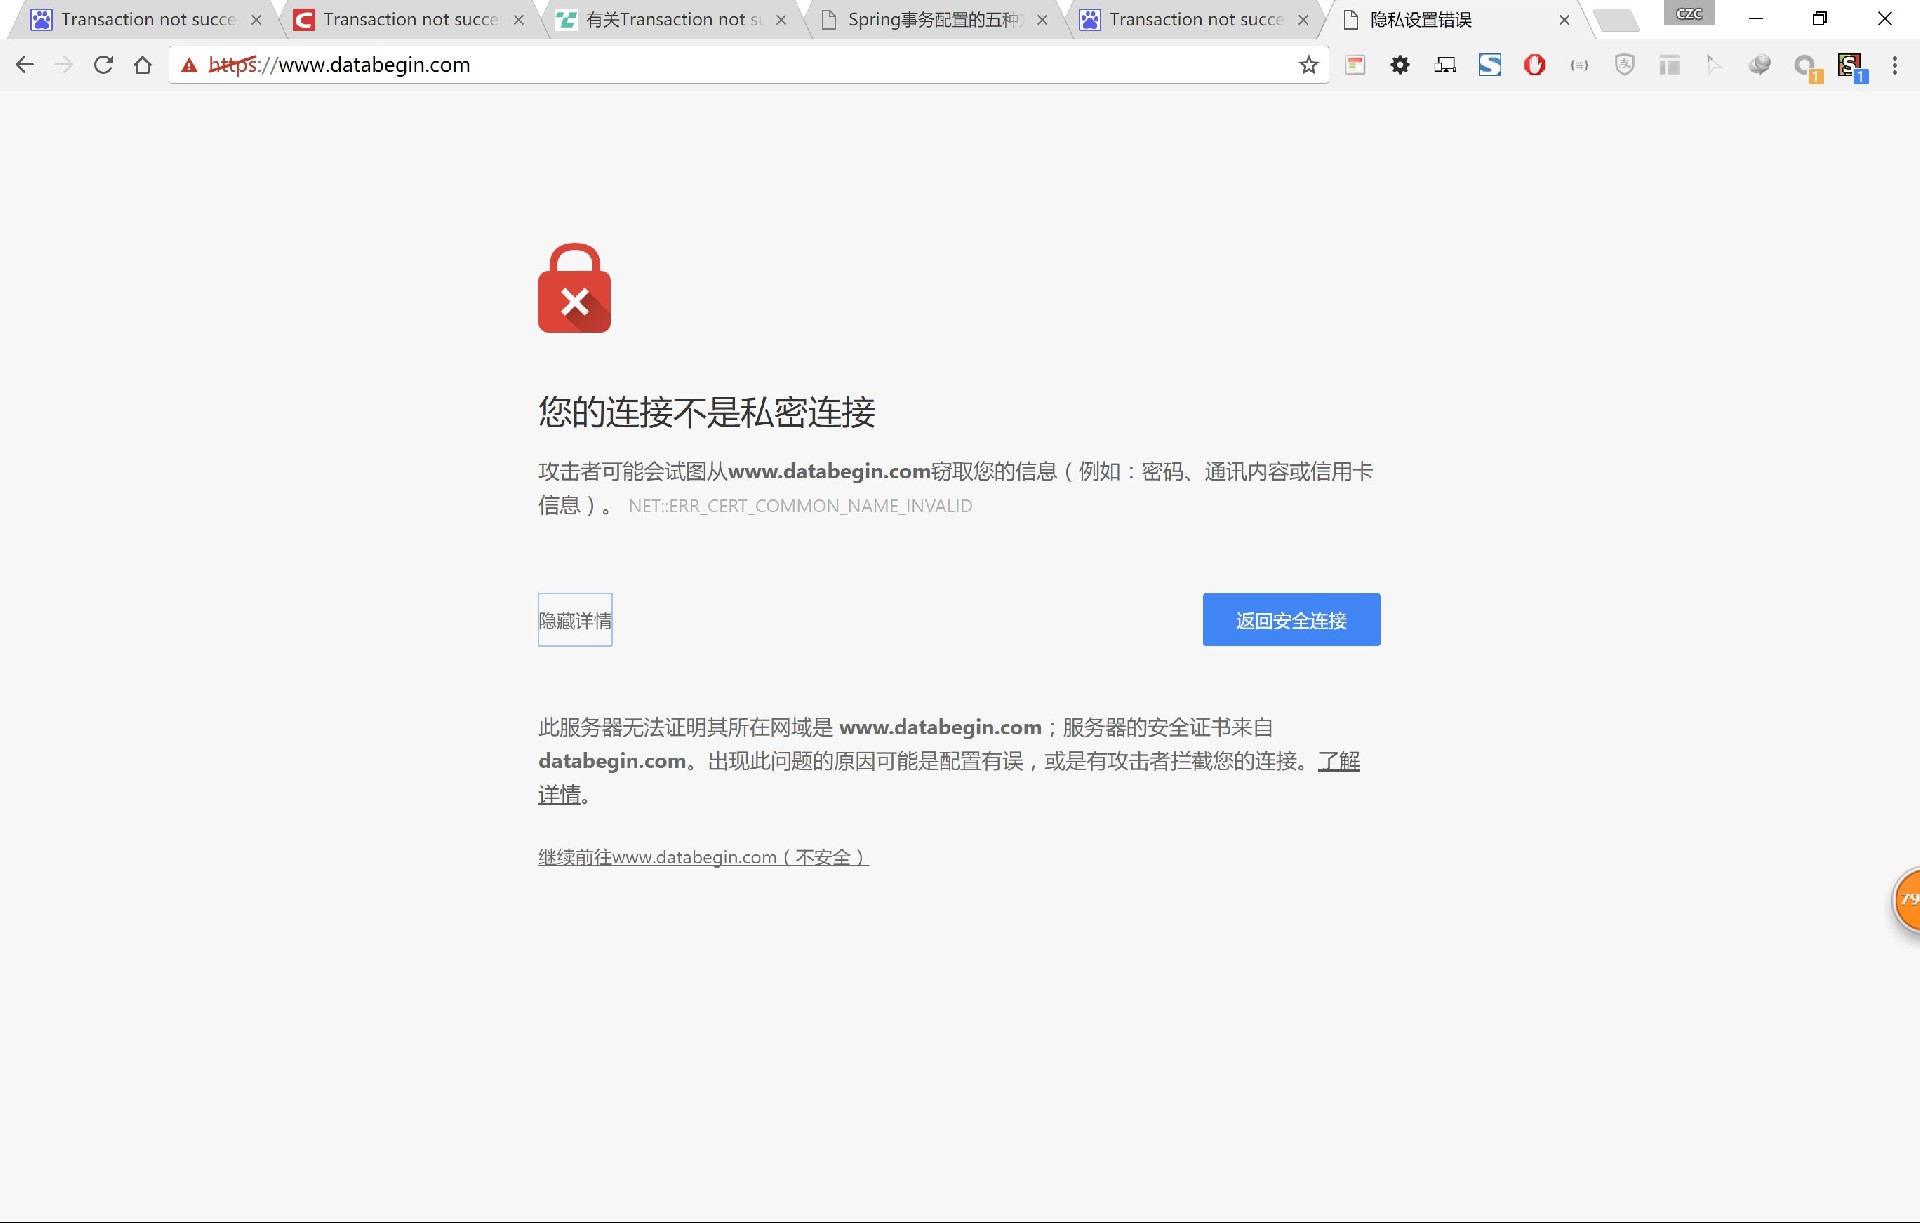 Transaction not succe
Transaction not succe
有关Transaction not s
Spring事务配置的五种
Transaction not succe
隐私设置错误
CZC
https://www.databegin.com
1
1
您的连接不是私密连接
攻击者可能会试图从www.databegin.com窃取您的信息（例如：密码、通讯内容或信用卡
信息）。 NET::ERR_CERT_COMMON_NAME_INVALID
隐藏详情
返回安全连接
此服务器无法证明其所在网域是 www.databegin.com；服务器的安全证书来自
databegin.com。出现此问题的原因可能是配置有误，或是有攻击者拦截您的连接。了解
详情。
继续前往www.databegin.com（不安全）
79